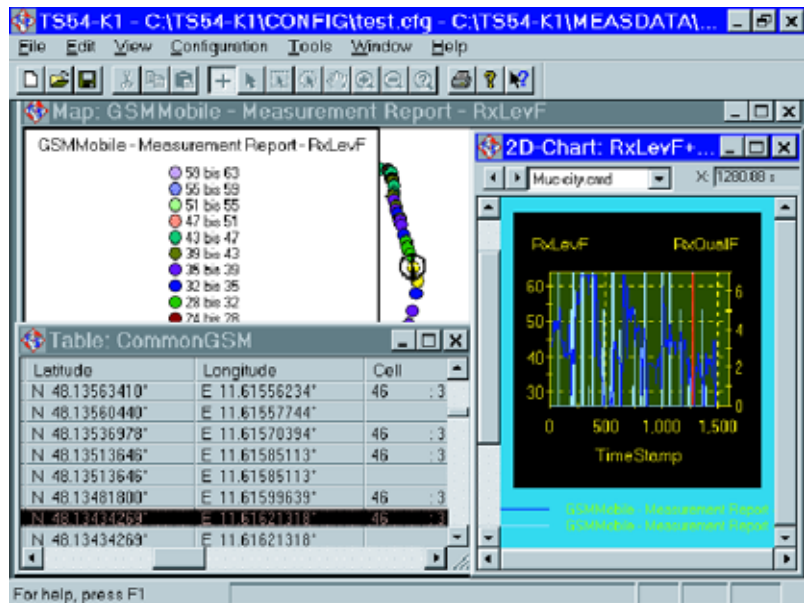 TS54-K1 - C:\TS54-K1\CONFIG\test.cfg - C:\TS54-K1\MEASDATA\...
File Edit View Configuration Tools Window Help
Map: GSMMobile - Measurement Report - RxLevF
GSMMobile - Measurement Report - RxLevF
59 bis 63
55 bis 59
51 bis 55
47 bis 51
43 bis 47
39 bis 43
35 bis 39
32 bis 35
28 bis 32
24 bis 28
2D-Chart: RxLevF+...
Muc-city.cmd X: 1280.88 s
RxLevF RxQualF
60
50
40
30
6
4
2
0
0 500 1,000 1,500
TimeStamp
GSMMobile - Measurement Report
GSMMobile - Measurement Report
Table: CommonGSM
Latitude Longitude Cell
N 48.13563410° E 11.61556234° 46 : 3
N 48.13560440° E 11.61557744°
N 48.13536978° E 11.61570394° 46 : 3
N 48.13513646° E 11.61585113° 46 : 3
N 48.13513646° E 11.61585113°
N 48.13481800° E 11.61599639° 46 : 3
N 48.13434269° E 11.61621318° 46 : 3
N 48.13434269° E 11.61621318°
For help, press F1